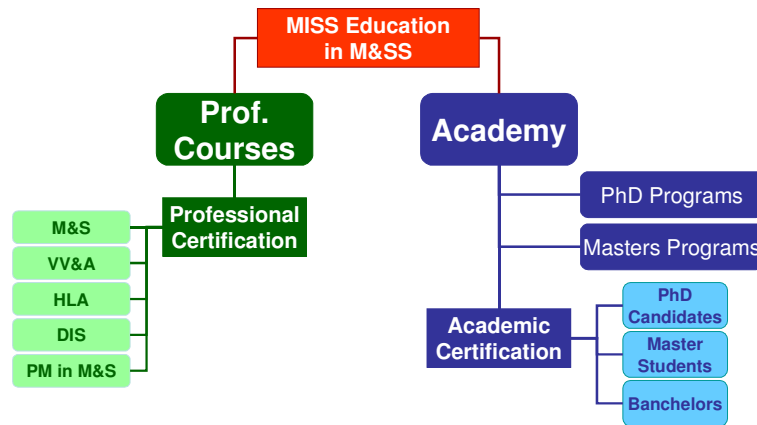 MISS Education
in M&SS
Prof.
Courses
Academy
Professional
Certification
M&S
VV&A
HLA
DIS
PM in M&S
PhD Programs
Masters Programs
Academic
Certification
PhD
Candidates
Master
Students
Banchelors